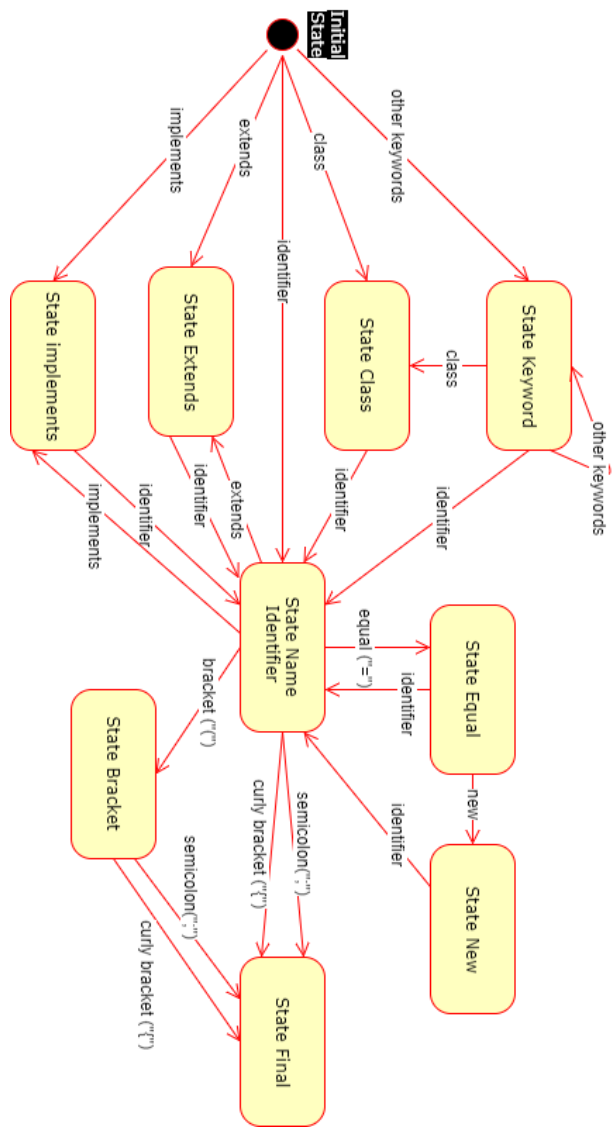 Initial
State
other keywords
class
identifier
extends
implements
State Keyword
other keywords
class
State Class
State Extends
State implements
identifier
identifier
identifier
extends
identifier
implements
State Equal
new
State New
equal ("=")
identifier
identifier
State Name
Identifier
bracket ("(")
semicolon(";")
curly bracket ("{")
State Bracket
semicolon(";")
curly bracket ("{")
State Final